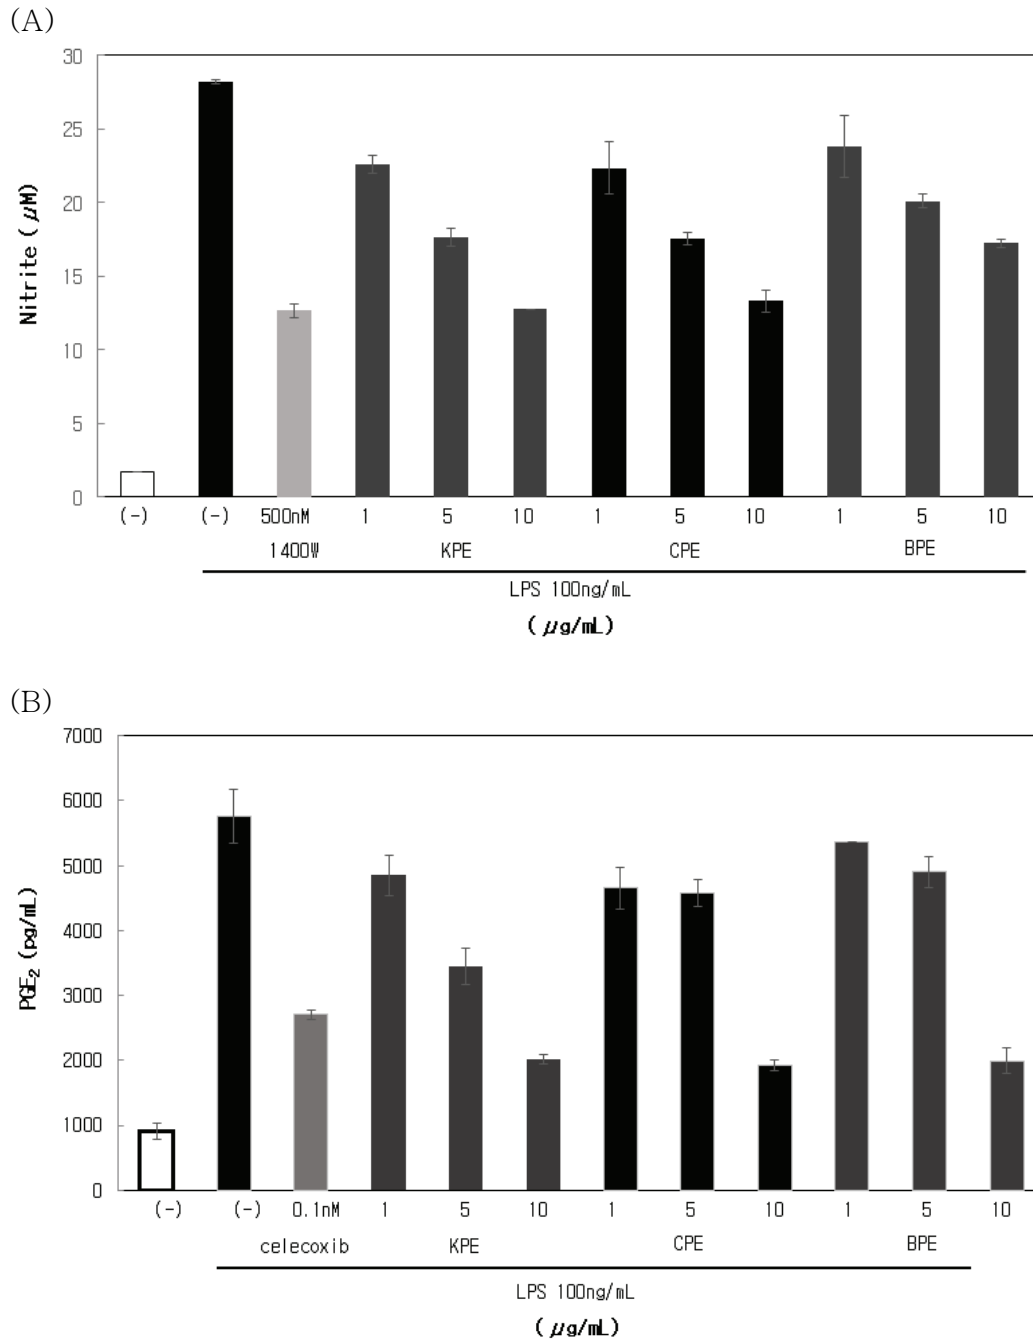 (A)
30
25
20
15
10
5
0
Nitrite ( μM)
(-) (-) 500nM 1 5 10 1 5 10 1 5 10
1400W KPE CPE BPE
LPS 100ng/mL
( μg/mL)
(B)
7000
6000
5000
4000
3000
2000
1000
0
PGE₂ (pg/mL)
(-) (-) 0.1nM 1 5 10 1 5 10 1 5 10
celecoxib KPE CPE BPE
LPS 100ng/mL
( μg/mL)